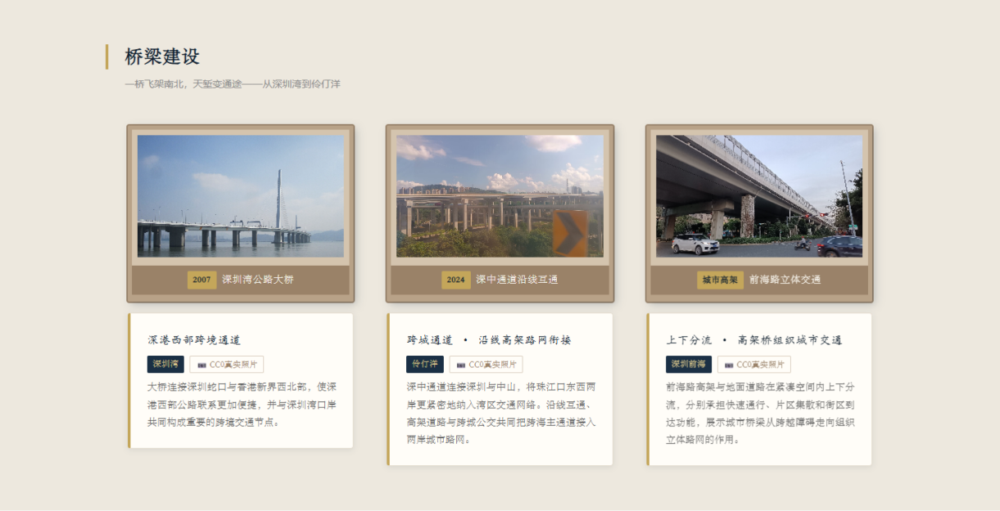 桥梁建设
一桥飞架南北，天堑变通途——从深圳湾到伶仃洋
2007 深圳湾公路大桥
2024 深中通道沿线互通
城市高架 前海路立体交通
深港西部跨境通道
深圳湾 CC0真实照片
大桥连接深圳蛇口与香港新界西北部，使深
港西部公路联系更加便捷，并与深圳湾口岸
共同构成重要的跨境交通节点。
跨城通道 • 沿线高架路网衔接
伶仃洋 CC0真实照片
深中通道连接深圳与中山，将珠江口东西两
岸更紧密地纳入湾区交通网络。沿线互通、
高架道路与跨城公交共同把跨海主通道接入
两岸城市路网。
上下分流 • 高架桥组织城市交通
深圳前海 CC0真实照片
前海路高架与地面道路在紧凑空间内上下分
流，分别承担快速通行、片区集散和街区到
达功能，展示城市桥梁从跨越障碍走向组织
立体路网的作用。